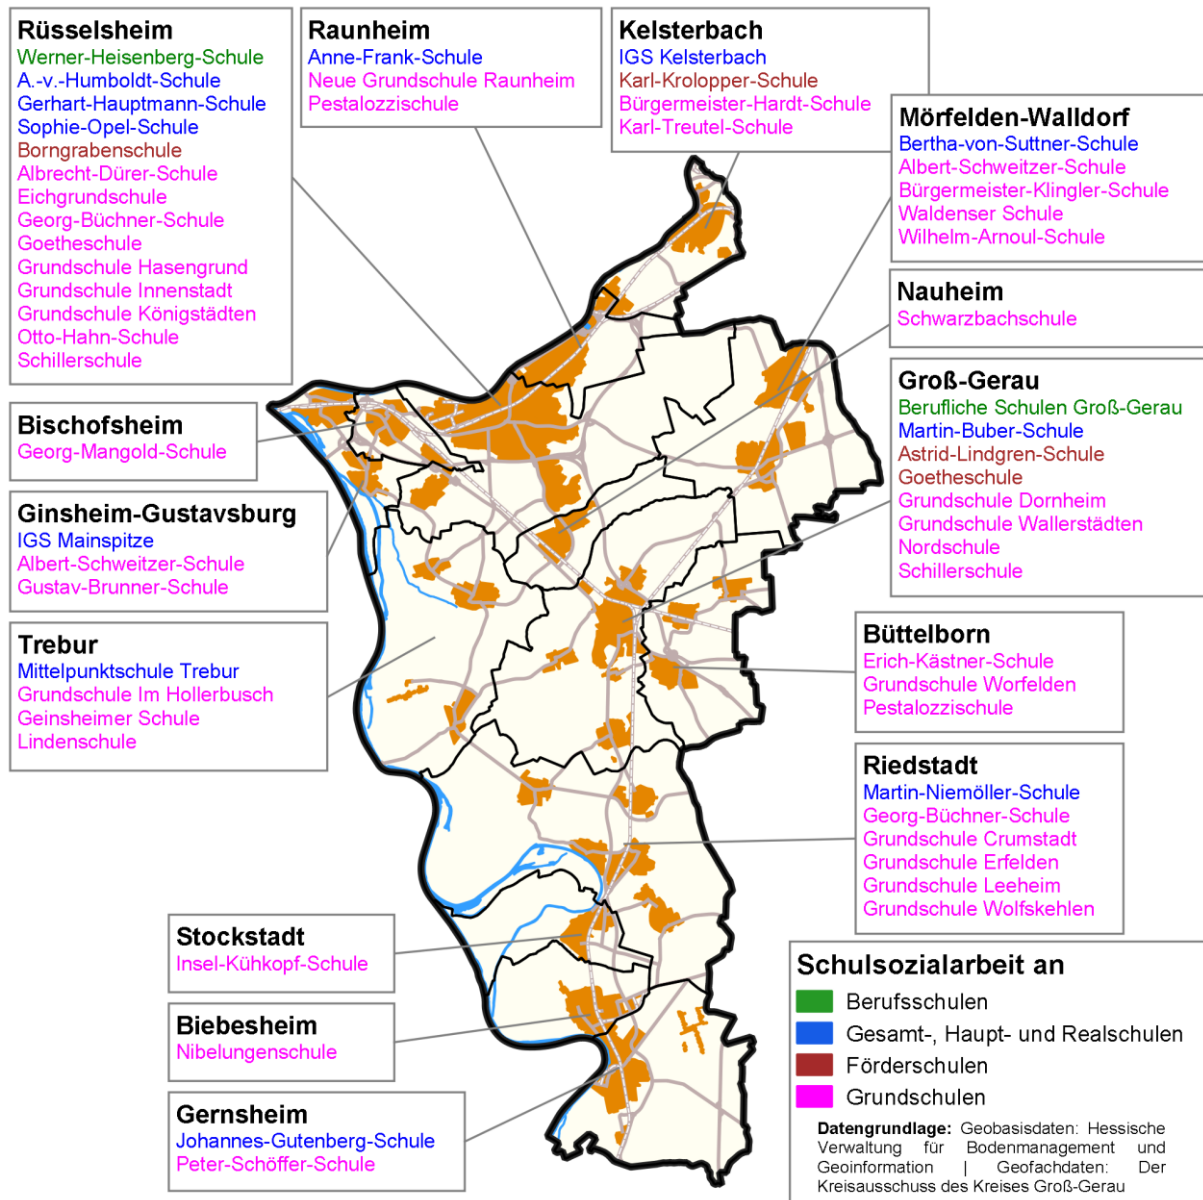 Rüsselsheim
Werner-Heisenberg-Schule
A.-v.-Humboldt-Schule
Gerhart-Hauptmann-Schule
Sophie-Opel-Schule
Borngrabenschule
Albrecht-Dürer-Schule
Eichgrundschule
Georg-Büchner-Schule
Goetheschule
Grundschule Hasengrund
Grundschule Innenstadt
Grundschule Königstädten
Otto-Hahn-Schule
Schillerschule
Raunheim
Anne-Frank-Schule
Neue Grundschule Raunheim
Pestalozzischule
Kelsterbach
IGS Kelsterbach
Karl-Krolopper-Schule
Bürgermeister-Hardt-Schule
Karl-Treutel-Schule
Mörfelden-Walldorf
Bertha-von-Suttner-Schule
Albert-Schweitzer-Schule
Bürgermeister-Klingler-Schule
Waldenser Schule
Wilhelm-Arnoul-Schule
Nauheim
Schwarzbachschule
Groß-Gerau
Berufliche Schulen Groß-Gerau
Martin-Buber-Schule
Astrid-Lindgren-Schule
Goetheschule
Grundschule Dornheim
Grundschule Wallerstädten
Nordschule
Schillerschule
Bischofsheim
Georg-Mangold-Schule
Ginsheim-Gustavsburg
IGS Mainspitze
Albert-Schweitzer-Schule
Gustav-Brunner-Schule
Trebur
Mittelpunktschule Trebur
Grundschule Im Hollerbusch
Geinsheimer Schule
Lindenschule
Büttelborn
Erich-Kästner-Schule
Grundschule Worfelden
Pestalozzischule
Riedstadt
Martin-Niemöller-Schule
Georg-Büchner-Schule
Grundschule Crumstadt
Grundschule Erfelden
Grundschule Leeheim
Grundschule Wolfskehlen
Stockstadt
Insel-Kühkopf-Schule
Biebesheim
Nibelungenschule
Gernsheim
Johannes-Gutenberg-Schule
Peter-Schöffer-Schule
Schulsozialarbeit an
Berufsschulen
Gesamt-, Haupt- und Realschulen
Förderschulen
Grundschulen
Datengrundlage: Geobasisdaten: Hessische
Verwaltung für Bodenmanagement und
Geoinformation | Geofachdaten: Der
Kreisausschuss des Kreises Groß-Gerau